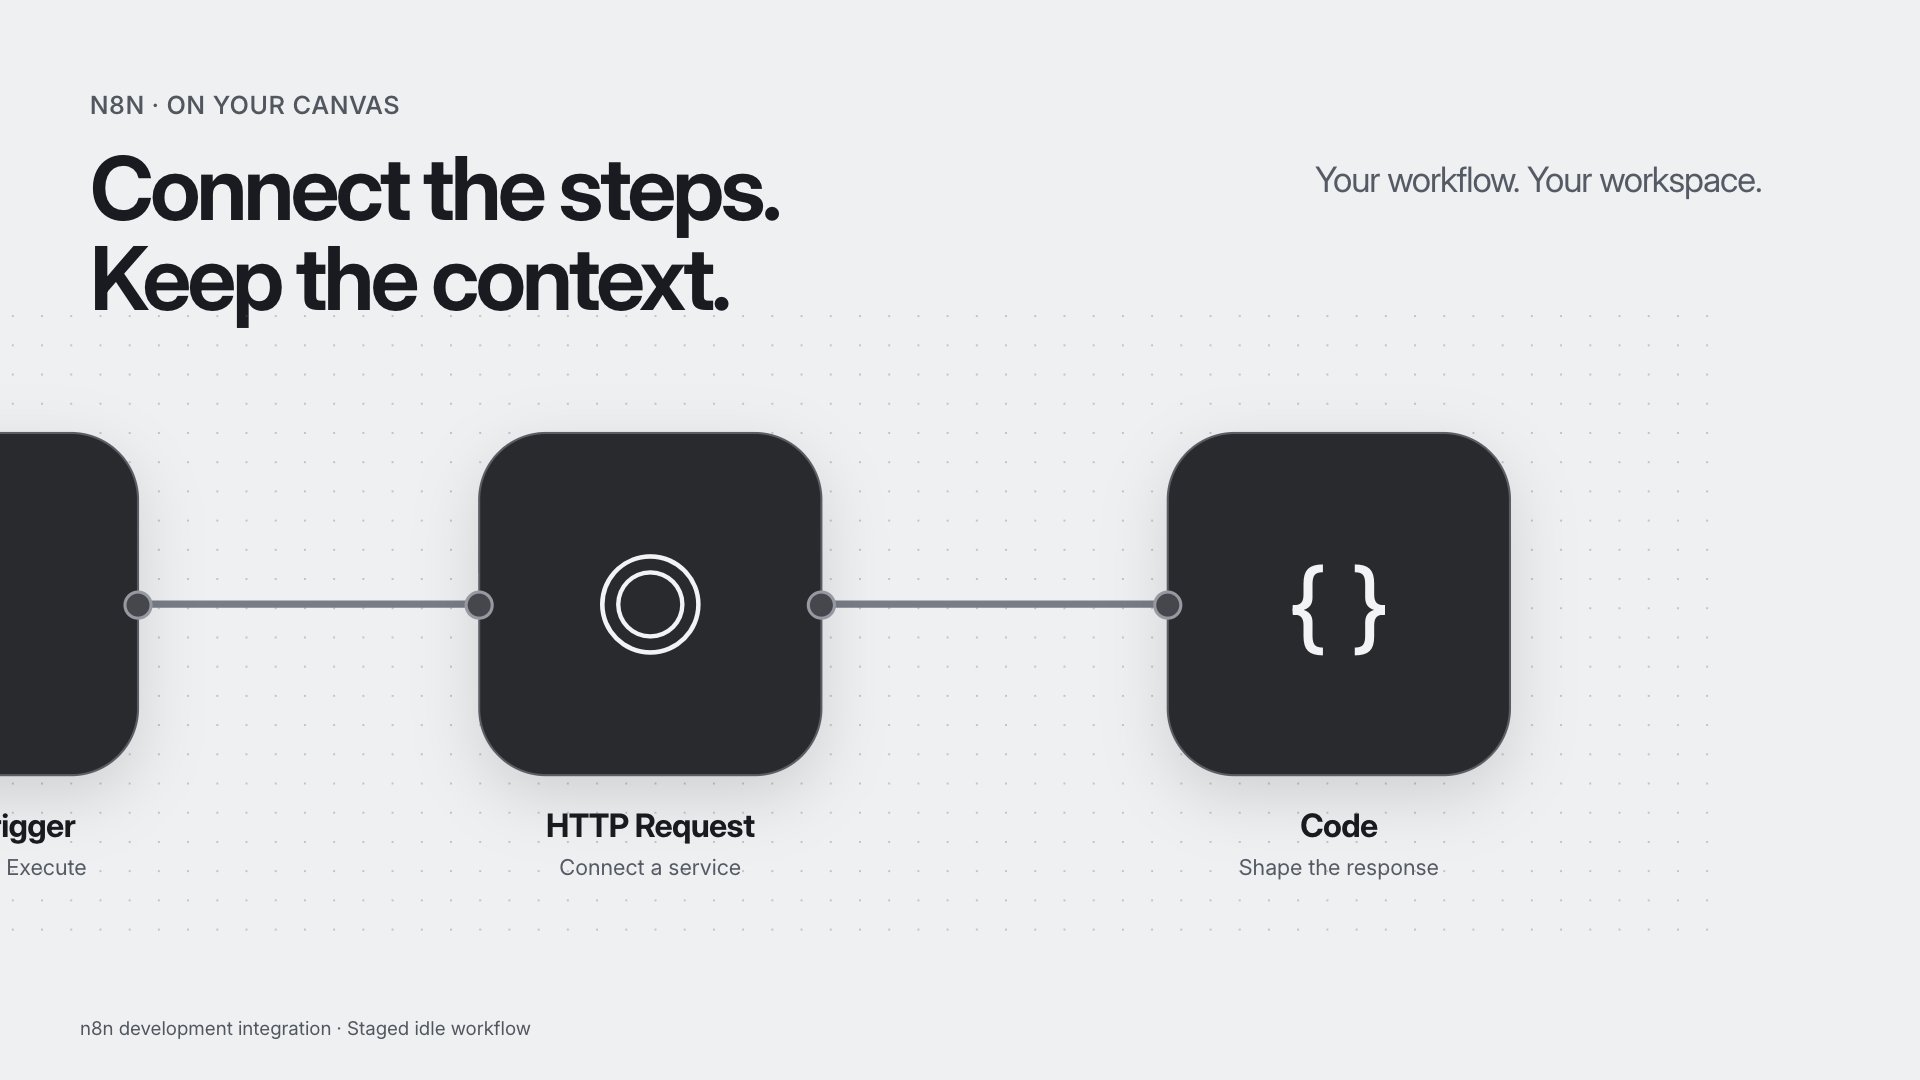 N8N · ON YOUR CANVAS
Connect the steps.
Keep the context.
Your workflow. Your workspace.
{ }
rigger
Execute
HTTP Request
Connect a service
Code
Shape the response
n8n development integration · Staged idle workflow